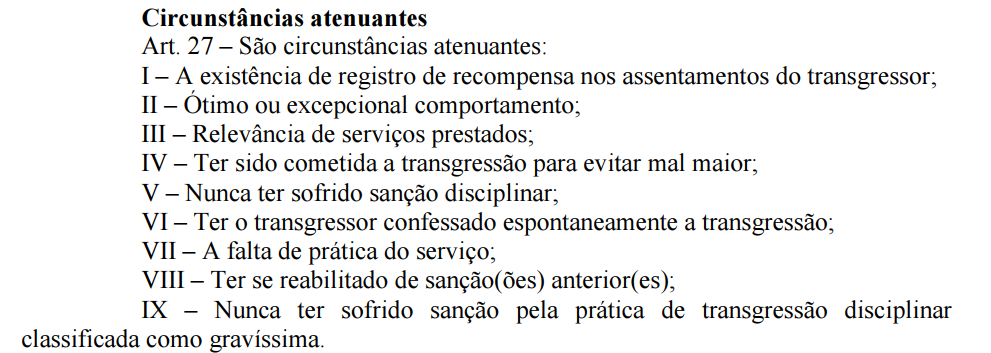 Circunstâncias atenuantes
Art. 27 – São circunstâncias atenuantes:
I – A existência de registro de recompensa nos assentamentos do transgressor;
II – Ótimo ou excepcional comportamento;
III – Relevância de serviços prestados;
IV – Ter sido cometida a transgressão para evitar mal maior;
V – Nunca ter sofrido sanção disciplinar;
VI – Ter o transgressor confessado espontaneamente a transgressão;
VII – A falta de prática do serviço;
VIII – Ter se reabilitado de sanção(ões) anterior(es);
IX – Nunca ter sofrido sanção pela prática de transgressão disciplinar
classificada como gravíssima.